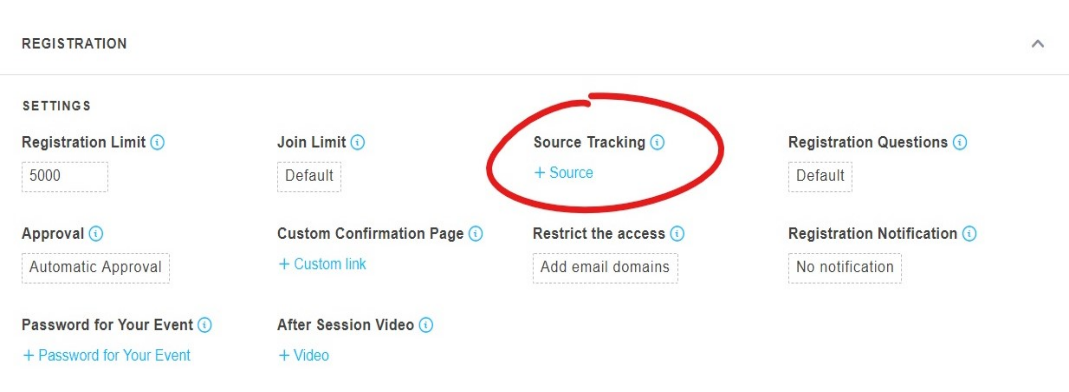 REGISTRATION
SETTINGS
Registration Limit
Join Limit
Source Tracking
Registration Questions
5000
Default
+ Source
Default
Approval
Custom Confirmation Page
Restrict the access
Registration Notification
Automatic Approval
+ Custom link
Add email domains
No notification
Password for Your Event
After Session Video
+ Password for Your Event
+ Video